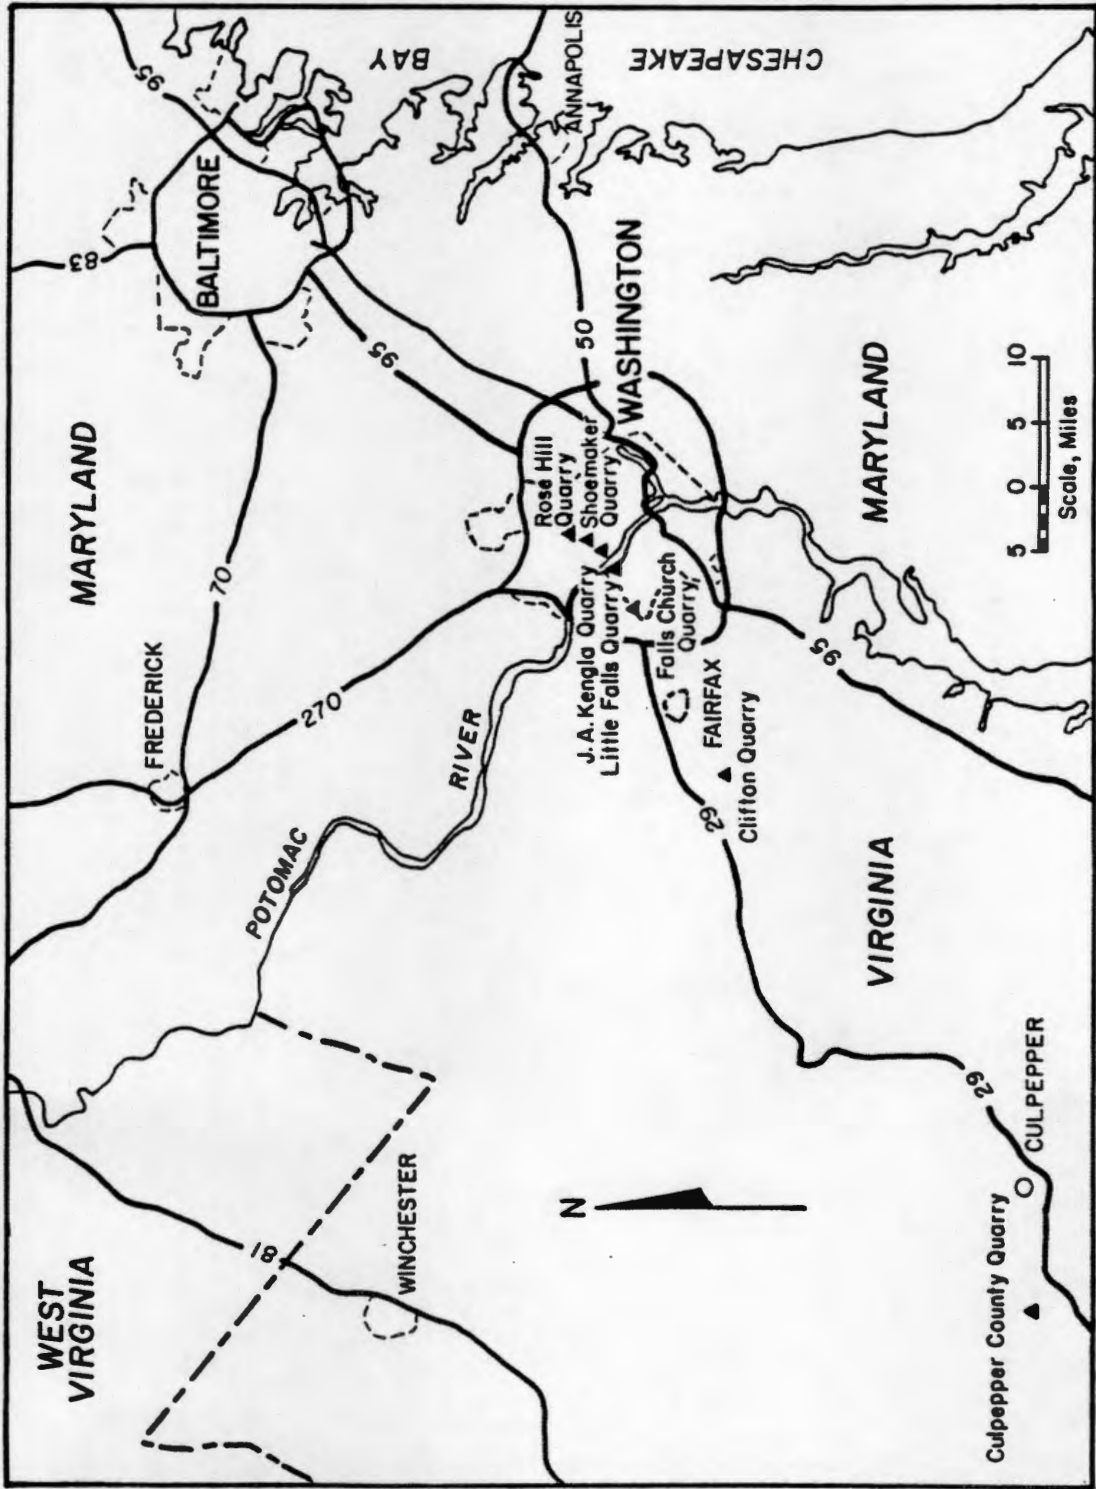 WEST
VIRGINIA
MARYLAND
FREDERICK
83
95
BALTIMORE
BAY
70
81
270
95
POTOMAC
RIVER
WINCHESTER
N
Rose Hill
Quarry
Shoemaker
Quarry
J.A. Kengla Quarry
Little Falls Quarry
50
WASHINGTON
ANNAPOLIS
CHESAPEAKE
Falls Church
Quarry
29
FAIRFAX
Clifton Quarry
95
VIRGINIA
MARYLAND
29
CULPEPPER
Culpepper County Quarry
5 0 5 10
Scale, Miles